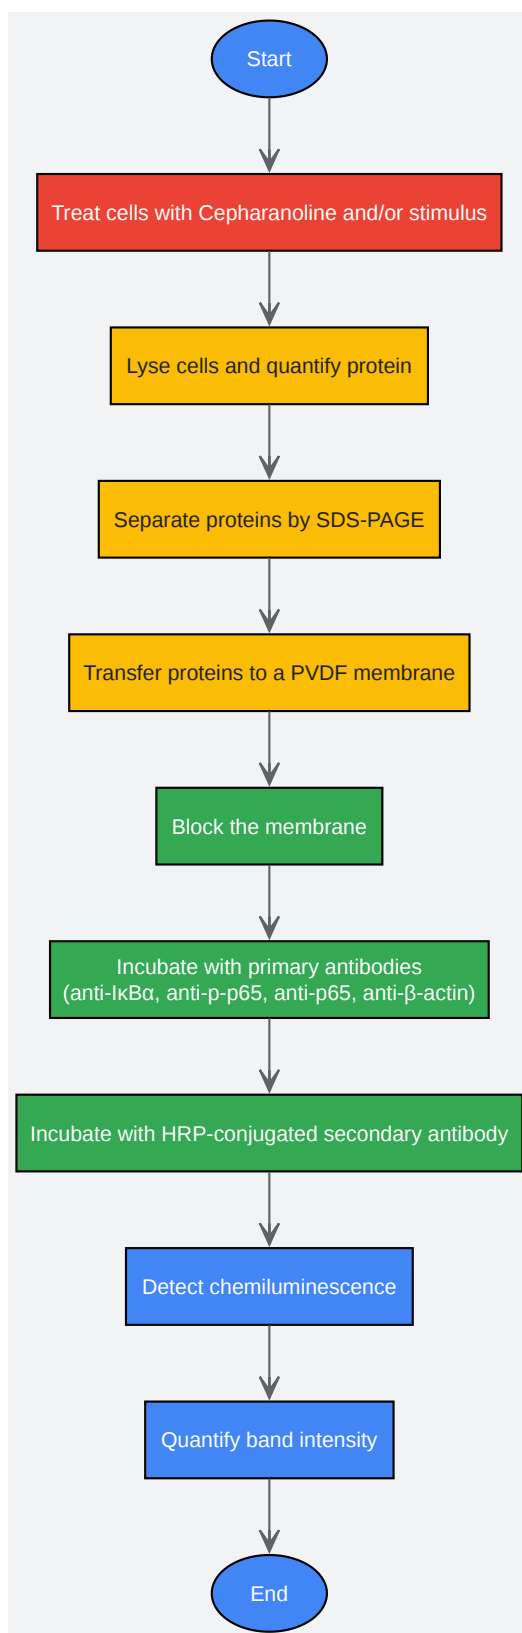 Start
Treat cells with Cepharanoline and/or stimulus
Lyse cells and quantify protein
Separate proteins by SDS-PAGE
Transfer proteins to a PVDF membrane
Block the membrane
Incubate with primary antibodies
(anti-IκBα, anti-p-p65, anti-p65, anti-β-actin)
Incubate with HRP-conjugated secondary antibody
Detect chemiluminescence
Quantify band intensity
End